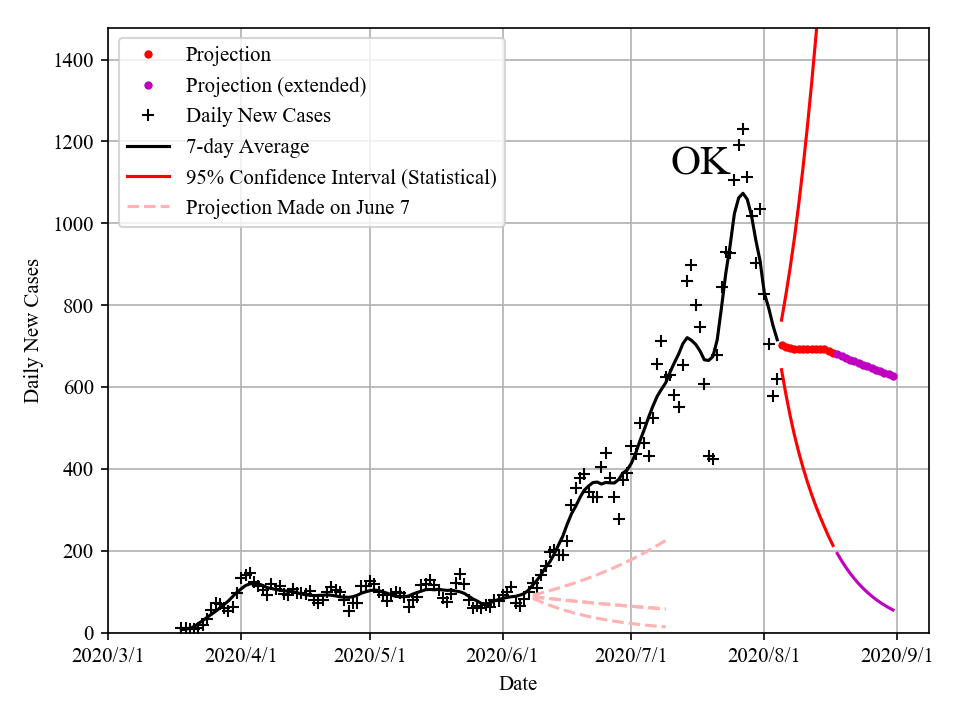 Projection
Projection (extended)
Daily New Cases
7-day Average
95% Confidence Interval (Statistical)
Projection Made on June 7
OK
1400
1200
1000
800
600
400
200
0
Daily New Cases
2020/3/1 2020/4/1 2020/5/1 2020/6/1 2020/7/1 2020/8/1 2020/9/1
Date